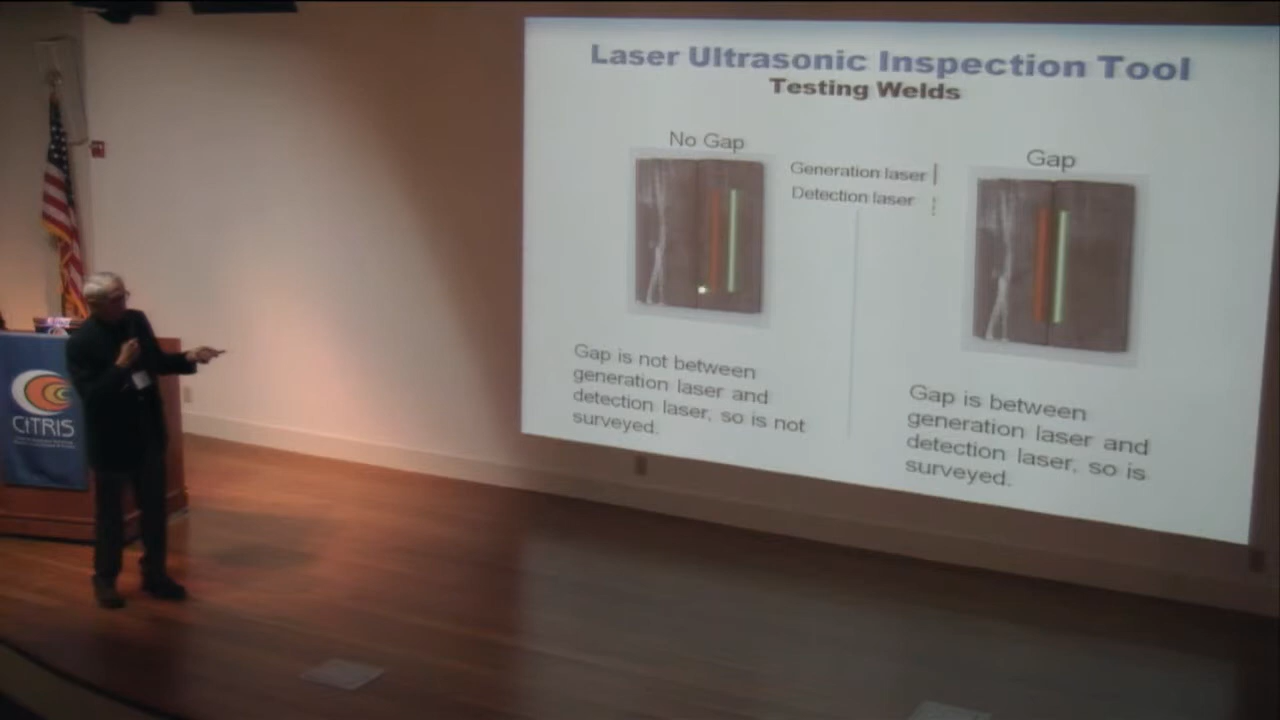 Laser Ultrasonic Inspection Tool
Testing Welds
No Gap
Generation laser
Detection laser
Gap
Gap is not between
generation laser and
detection laser, so is not
surveyed.
Gap is between
generation laser and
detection laser, so is
surveyed.
CITRIS